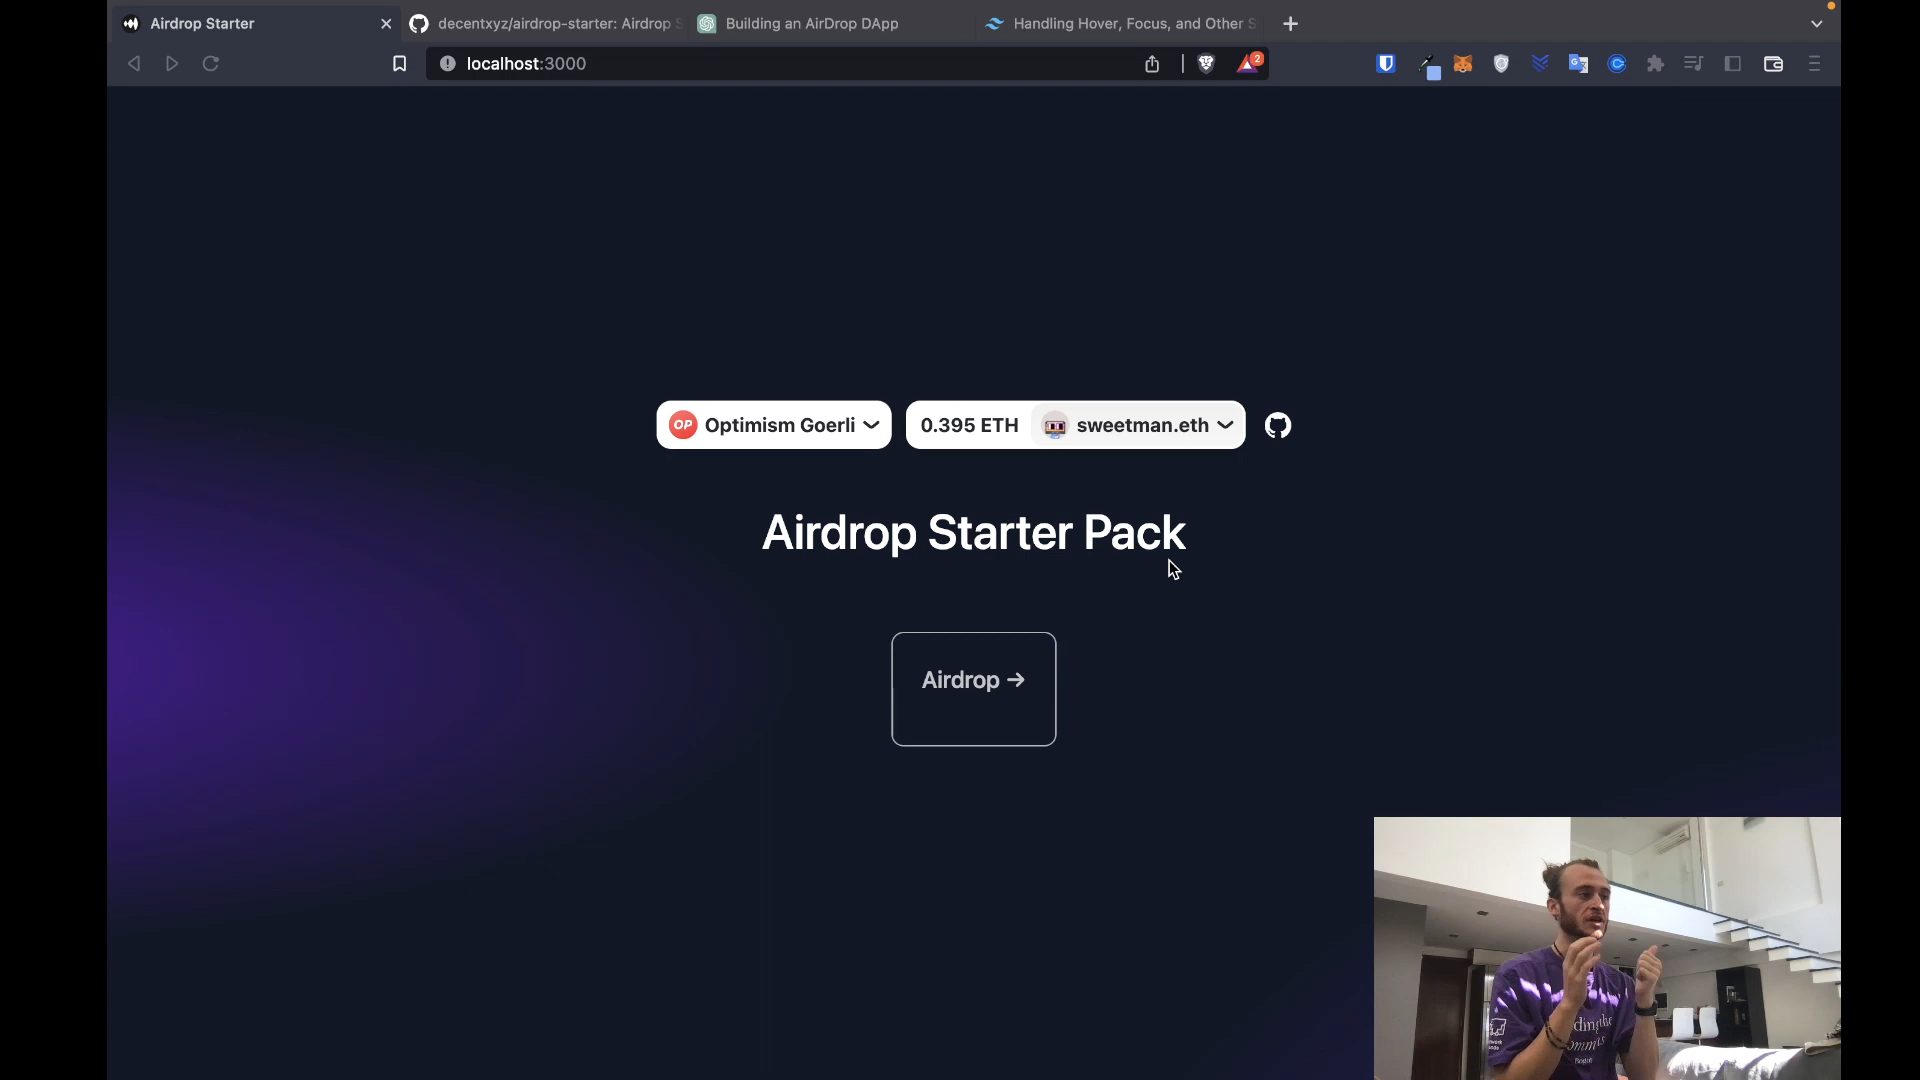 Airdrop Starter
decentxyz/airdrop-starter: Airdrop S
Building an AirDrop DApp
Handling Hover, Focus, and Other S
localhost:3000
2
OP Optimism Goerli
0.395 ETH
sweetman.eth
Airdrop Starter Pack
Airdrop →